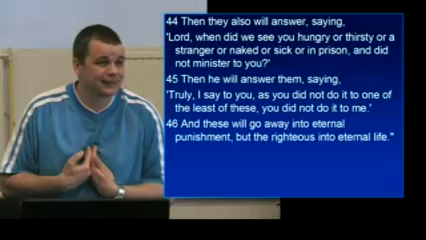 44 Then they also will answer, saying,
'Lord, when did we see you hungry or thirsty or a
stranger or naked or sick or in prison, and did
not minister to you?'
45 Then he will answer them, saying,
'Truly, I say to you, as you did not do it to one of
the least of these, you did not do it to me.'
46 And these will go away into eternal
punishment, but the righteous into eternal life."